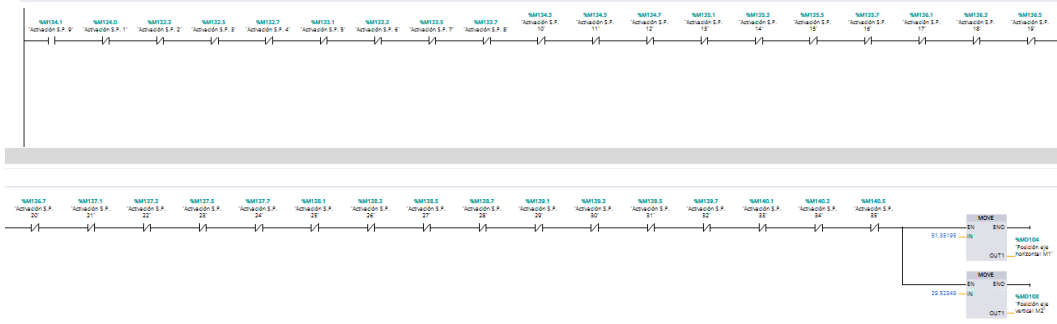 %M134.1 %M134.0 %M132.3 %M132.5 %M132.7 %M133.1 %M133.3 %M133.5 %M133.7 %M134.3 %M134.5 %M134.7 %M135.1 %M135.3 %M135.5 %M135.7 %M136.1 %M136.3 %M136.5
"Activación S.P. 9" "Activación S.P. 1" "Activación S.P. 2" "Activación S.P. 3" "Activación S.P. 4" "Activación S.P. 5" "Activación S.P. 6" "Activación S.P. 7" "Activación S.P. 8" "Activación S.P. "Activación S.P. "Activación S.P. "Activación S.P. "Activación S.P. "Activación S.P. "Activación S.P. "Activación S.P. "Activación S.P. "Activación S.P.
10" 11" 12" 13" 14" 15" 16" 17" 18" 19"
%M136.7 %M137.1 %M137.3 %M137.5 %M137.7 %M138.1 %M138.3 %M138.5 %M138.7 %M139.1 %M139.3 %M139.5 %M139.7 %M140.1 %M140.3 %M140.5
"Activación S.P. "Activación S.P. "Activación S.P. "Activación S.P. "Activación S.P. "Activación S.P. "Activación S.P. "Activación S.P. "Activación S.P. "Activación S.P. "Activación S.P. "Activación S.P. "Activación S.P. "Activación S.P. "Activación S.P. "Activación S.P.
20" 21" 22" 23" 24" 25" 26" 27" 28" 29" 30" 31" 32" 33" 34" 35"
MOVE
EN ENO
IN
%MD104
"Posición eje
OUT1 horizontal M1"
MOVE
EN ENO
IN
%MD108
"Posición eje
OUT1 vertical M2"